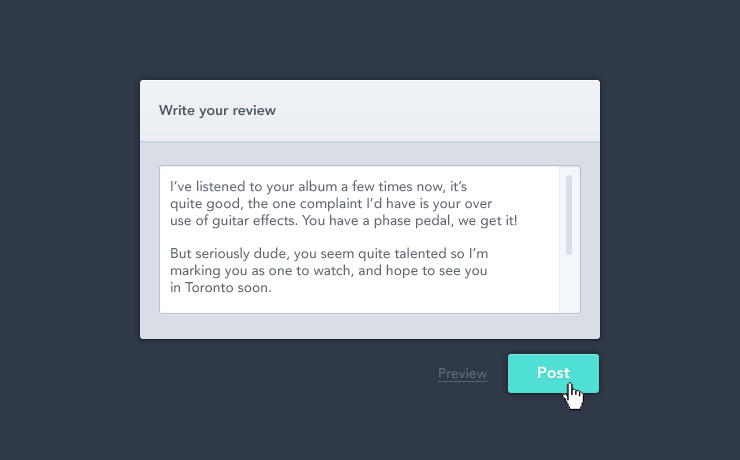 Write your review
I’ve listened to your album a few times now, it’s
quite good, the one complaint I’d have is your over
use of guitar effects. You have a phase pedal, we get it!
But seriously dude, you seem quite talented so I’m
marking you as one to watch, and hope to see you
in Toronto soon.
Preview
Post